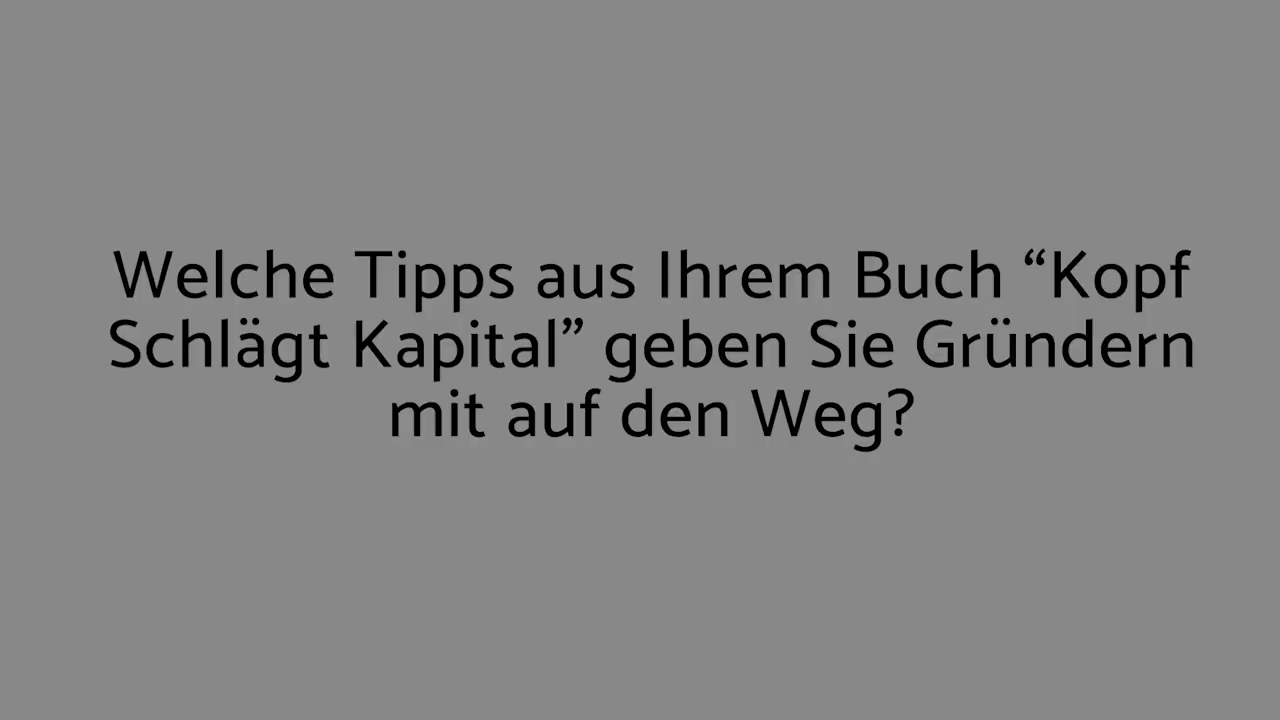 Welche Tipps aus Ihrem Buch “Kopf
Schlägt Kapital” geben Sie Gründern
mit auf den Weg?